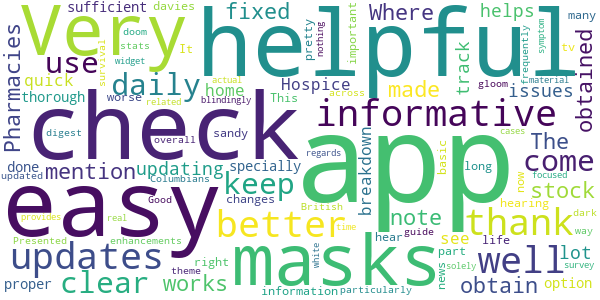 sufficient davies
Very helpful
doom stats It widget survival
fixed Where helps
pretty nothing important track
many frequently symptom tv
use quick daily made issues
Pharmacies thorough worse home Hospice
actual gloom material obtained
check This informative
digest blindingly related across
overall sandy
The come
done mention updating specially keep
updated Columbians changes
breakdown long stock
regards cases
app
easy Good British better note
basic now focused
provides real enhancements
see hearing dark
thank
Presented theme time
hear life way
updates masks well lot
white guide part solely survey
proper clear works right
news obtain option
information particularly